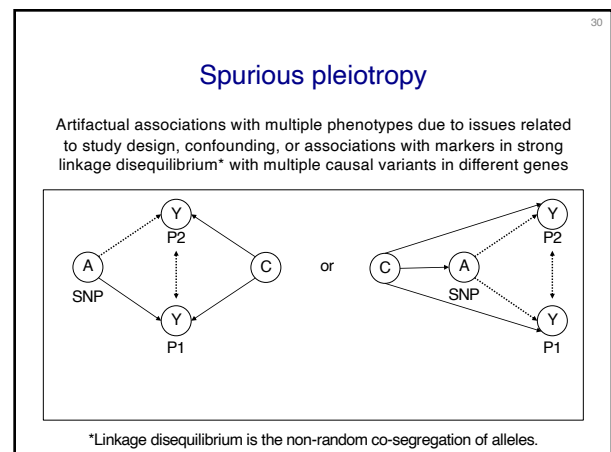 30
Spurious pleiotropy
Artifactual associations with multiple phenotypes due to issues related
to study design, confounding, or associations with markers in strong
linkage disequilibrium* with multiple causal variants in different genes
Y
P2
A
SNP
C
Y
P1
or
Y
P2
C
A
SNP
Y
P1
*Linkage disequilibrium is the non-random co-segregation of alleles.